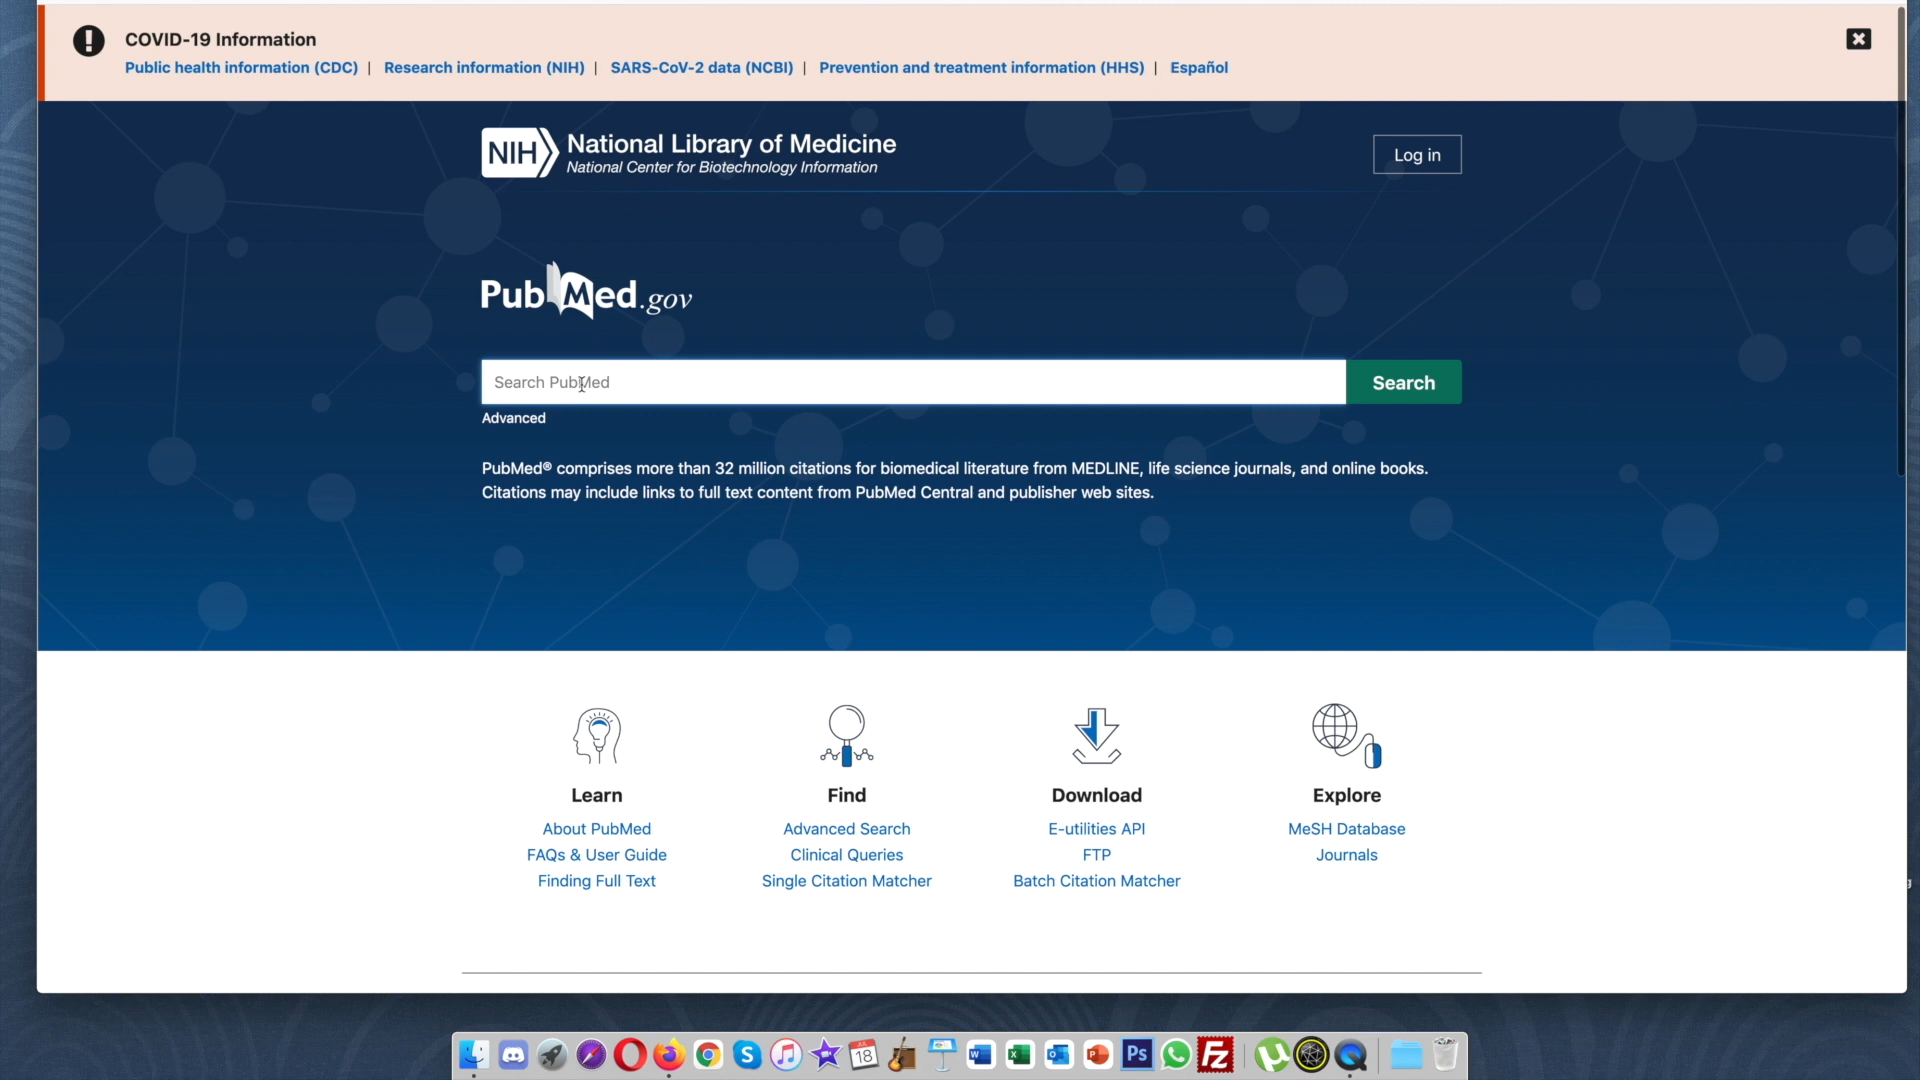 COVID-19 Information
Public health information (CDC) | Research information (NIH) | SARS-CoV-2 data (NCBI) | Prevention and treatment information (HHS) | Español
NIH National Library of Medicine
National Center for Biotechnology Information
Log in
PubMed.gov
Search PubMed
Search
Advanced
PubMed® comprises more than 32 million citations for biomedical literature from MEDLINE, life science journals, and online books.
Citations may include links to full text content from PubMed Central and publisher web sites.
Learn
About PubMed
FAQs & User Guide
Finding Full Text
Find
Advanced Search
Clinical Queries
Single Citation Matcher
Download
E-utilities API
FTP
Batch Citation Matcher
Explore
MeSH Database
Journals
JUL
18
W
X
O
P
Ps
Fz